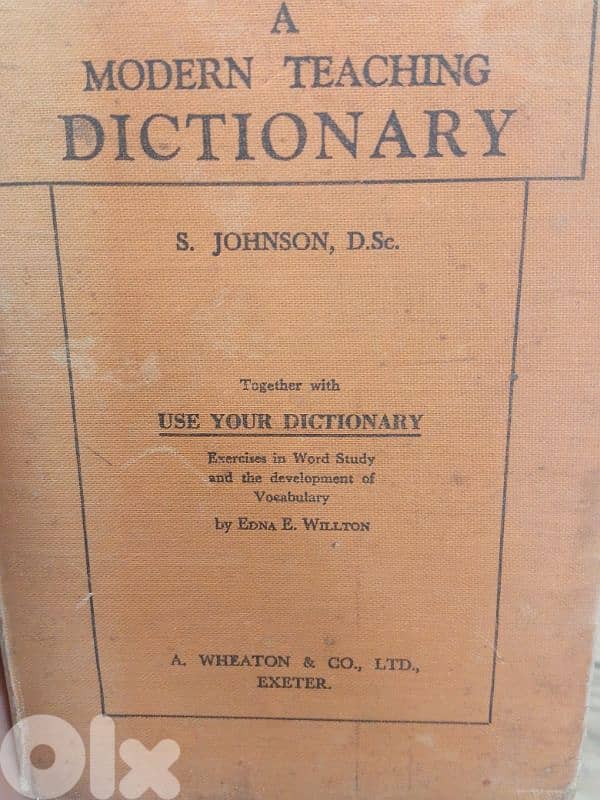 A
MODERN TEACHING
DICTIONARY
S. JOHNSON, D.Sc.
Together with
USE YOUR DICTIONARY
Exercises in Word Study
and the development of
Vocabulary
by EDNA E. WILLTON
A. WHEATON & CO., LTD.,
EXETER.
olx